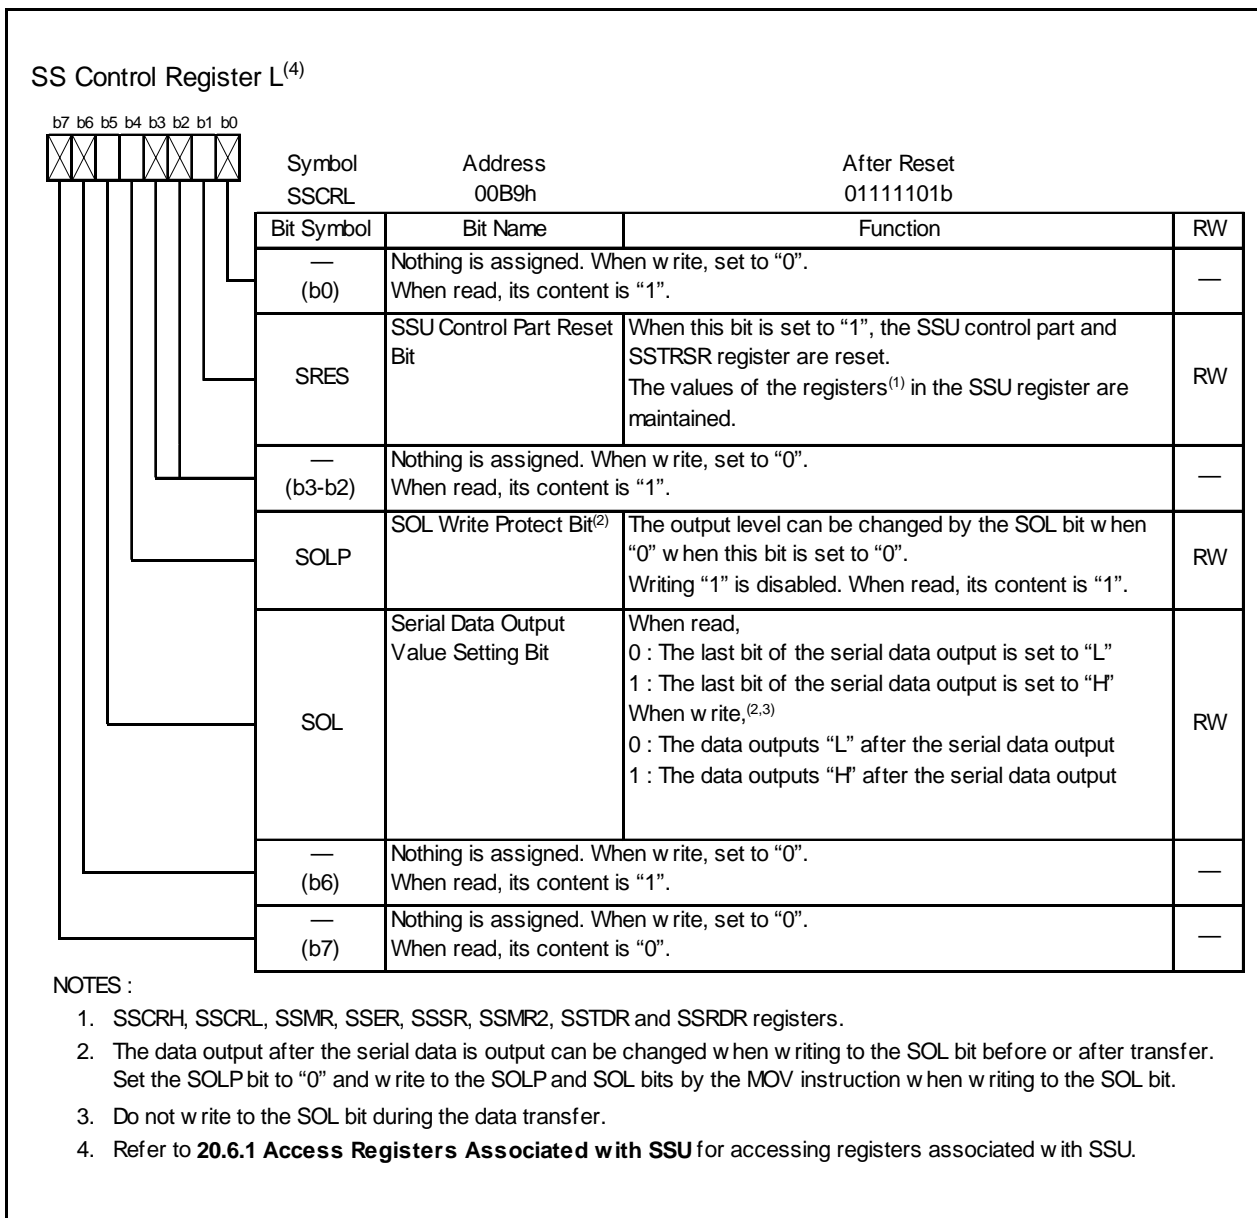 SS Control Register L(4)
b7 b6 b5 b4 b3 b2 b1 b0
Symbol Address After Reset
SSCRL 00B9h 01111101b
Bit Symbol Bit Name Function RW
— (b0) Nothing is assigned. When write, set to “0”.
When read, its content is “1”. —
SRES SSU Control Part Reset Bit When this bit is set to “1”, the SSU control part and
SSTRSR register are reset.
The values of the registers(1) in the SSU register are
maintained. RW
— (b3-b2) Nothing is assigned. When write, set to “0”.
When read, its content is “1”. —
SOLP SOL Write Protect Bit(2) The output level can be changed by the SOL bit when
“0” when this bit is set to “0”.
Writing “1” is disabled. When read, its content is “1”. RW
SOL Serial Data Output Value Setting Bit When read,
0 : The last bit of the serial data output is set to “L”
1 : The last bit of the serial data output is set to “H”
When write,(2,3)
0 : The data outputs “L” after the serial data output
1 : The data outputs “H” after the serial data output RW
— (b6) Nothing is assigned. When write, set to “0”.
When read, its content is “1”. —
— (b7) Nothing is assigned. When write, set to “0”.
When read, its content is “0”. —
NOTES :
1. SSCRH, SSCRL, SSMR, SSER, SSSR, SSMR2, SSTDR and SSRDR registers.
2. The data output after the serial data is output can be changed when writing to the SOL bit before or after transfer.
Set the SOLP bit to “0” and write to the SOLP and SOL bits by the MOV instruction when writing to the SOL bit.
3. Do not write to the SOL bit during the data transfer.
4. Refer to 20.6.1 Access Registers Associated with SSU for accessing registers associated with SSU.